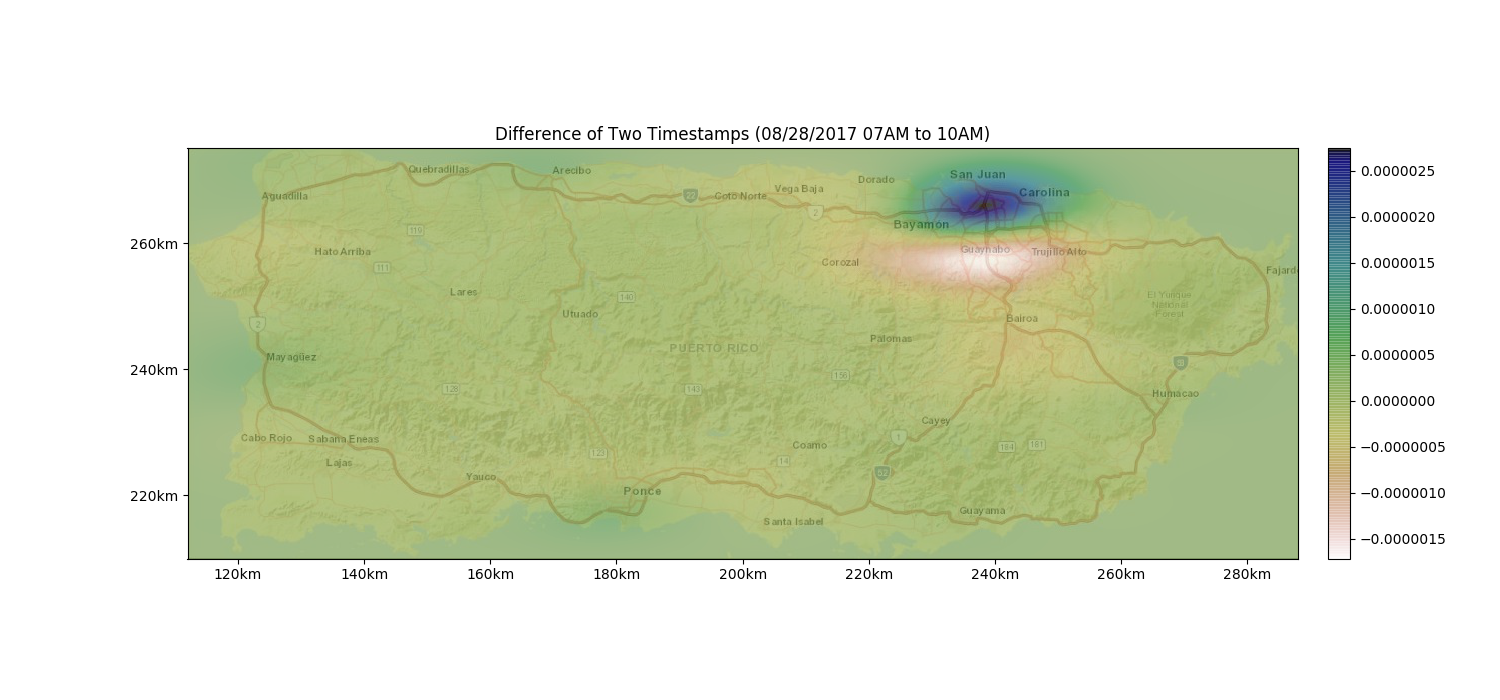 Difference of Two Timestamps (08/28/2017 07AM to 10AM)
Quebradillas
Arecibo
San Juan
Dorado
Aguadilla
22
Coto Norte
Vega Baja
Carolina
2
Bayamon
119
260km
Hato Arriba
111
Corozal
Guaynabo
Trujillo Alto
Fajard
Lares
140
El Yunque
National
Forest
Utuado
2
Bairoa
Mayagüez
PUERTO RICO
Palomas
240km
128
143
156
Humacao
Cayey
Cabo Rojo
Sabana Eneas
123
Coamo
1
184
181
Lajas
14
52
Yauco
220km
Ponce
Santa Isabel
Guayama
120km
140km
160km
180km
200km
220km
240km
260km
280km
0.0000025
0.0000020
0.0000015
0.0000010
0.0000005
0.0000000
−0.0000005
−0.0000010
−0.0000015